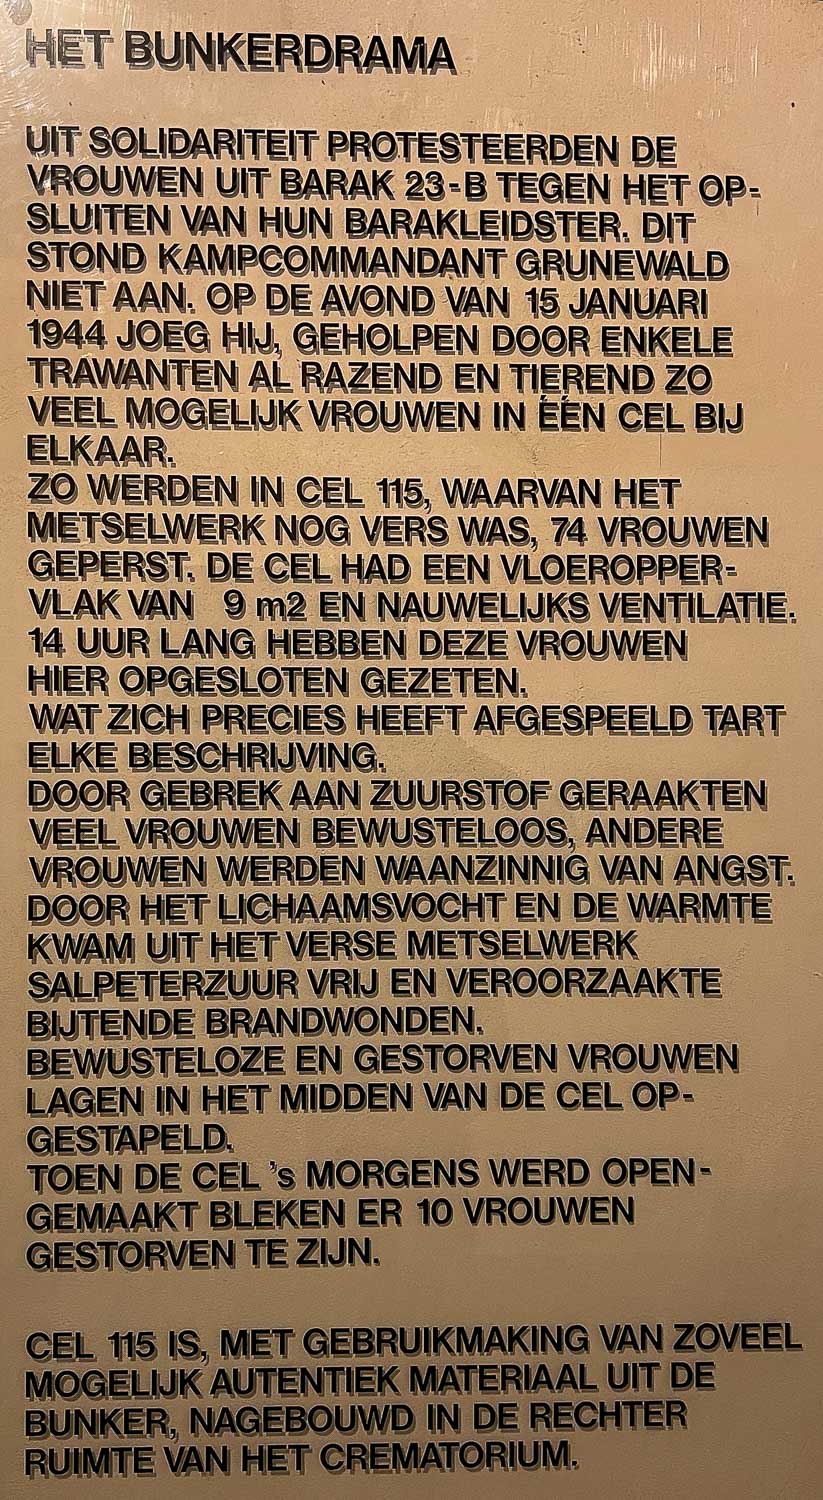 HET BUNKERDRAMA
UIT SOLIDARITEIT PROTESTEERDEN DE
VROUWEN UIT BARAK 23-B TEGEN HET OP-
SLUITEN VAN HUN BARAKLEIDSTER. DIT
STOND KAMPCOMMANDANT GRUNEWALD
NIET AAN. OP DE AVOND VAN 15 JANUARI
1944 JOEG HIJ, GEHOLPEN DOOR ENKELE
TRAWANTEN AL RAZEND EN TIEREND ZO
VEEL MOGELIJK VROUWEN IN ÉÉN CEL BIJ
ELKAAR.
ZO WERDEN IN CEL 115, WAARVAN HET
METSELWERK NOG VERS WAS, 74 VROUWEN
GEPERST. DE CEL HAD EEN VLOEROPPER-
VLAK VAN 9 m2 EN NAUWELIJKS VENTILATIE.
14 UUR LANG HEBBEN DEZE VROUWEN
HIER OPGESLOTEN GEZETEN.
WAT ZICH PRECIES HEEFT AFGESPEELD TART
ELKE BESCHRIJVING.
DOOR GEBREK AAN ZUURSTOF GERAAKTEN
VEEL VROUWEN BEWUSTELOOS, ANDERE
VROUWEN WERDEN WAANZINNIG VAN ANGST.
DOOR HET LICHAAMSVOCHT EN DE WARMTE
KWAM UIT HET VERSE METSELWERK
SALPETERZUUR VRIJ EN VEROORZAAKTE
BIJTENDE BRANDWONDEN.
BEWUSTELOZE EN GESTORVEN VROUWEN
LAGEN IN HET MIDDEN VAN DE CEL OP-
GESTAPELD.
TOEN DE CEL 's MORGENS WERD OPEN-
GEMAAKT BLEKEN ER 10 VROUWEN
GESTORVEN TE ZIJN.
CEL 115 IS, MET GEBRUIKMAKING VAN ZOVEEL
MOGELIJK AUTENTIEK MATERIAAL UIT DE
BUNKER, NAGEBOUWD IN DE RECHTER
RUIMTE VAN HET CREMATORIUM.